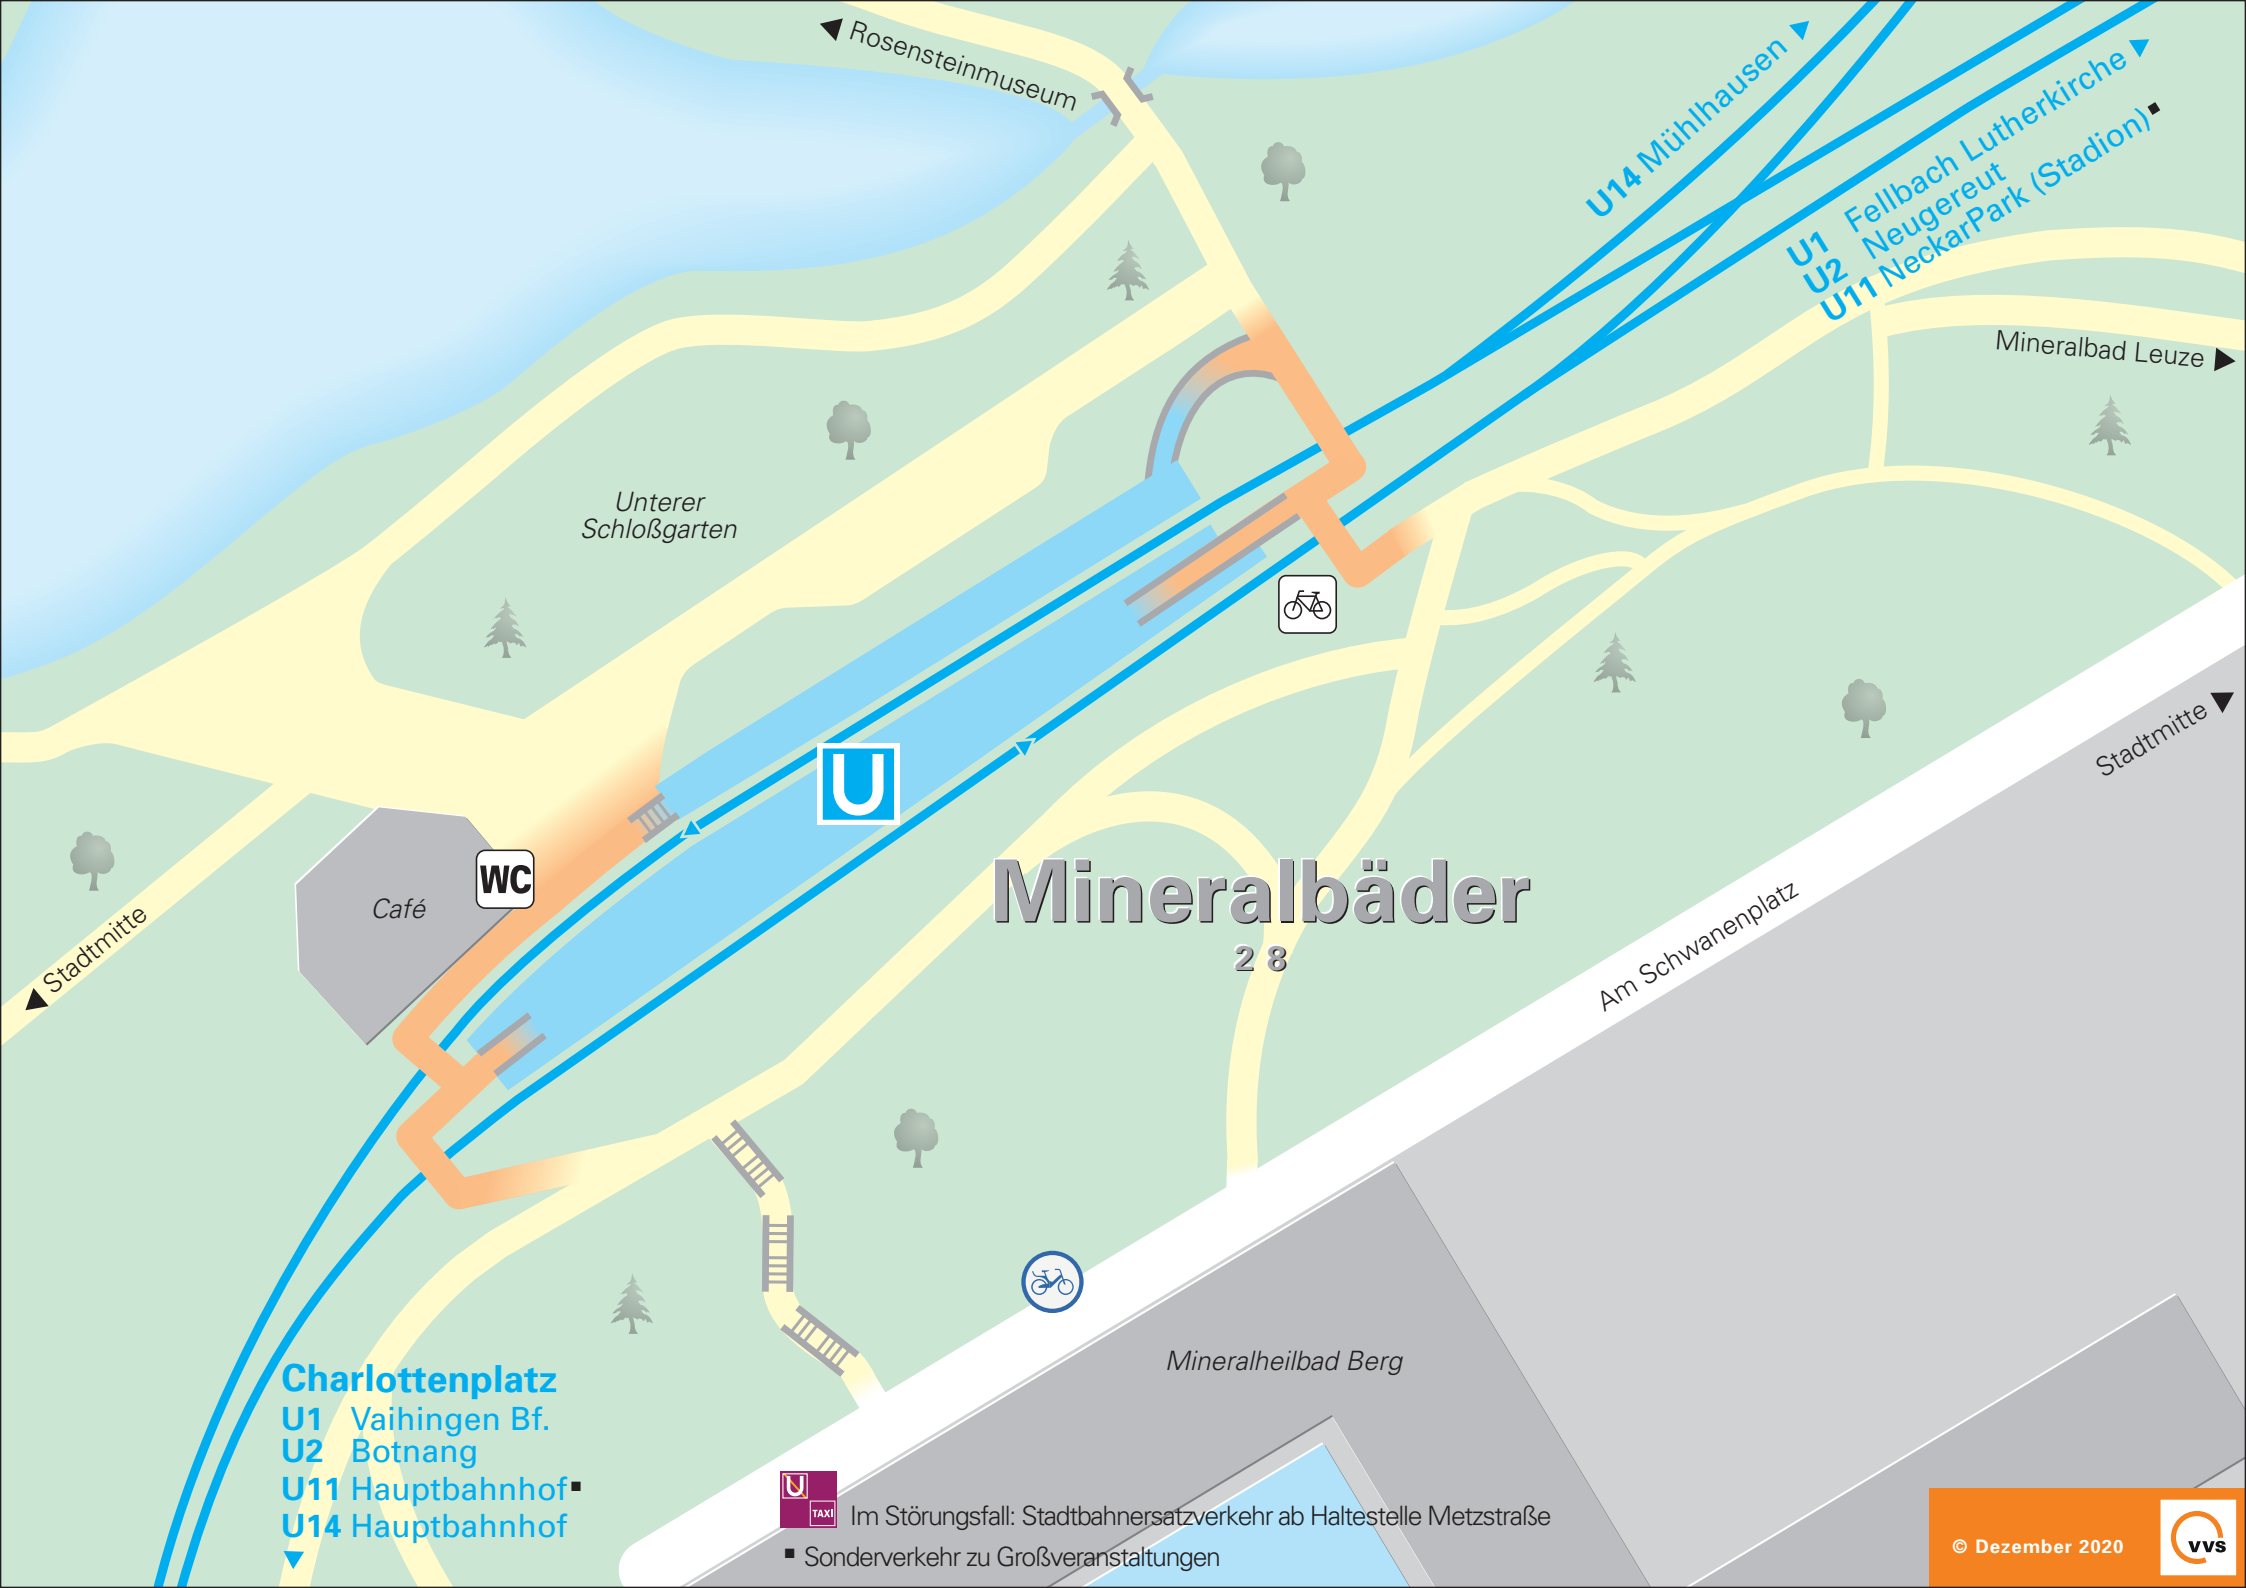 Rosensteinmuseum
U14 Mühlhausen
U1 Fellbach Lutherkirche
U2 Neugereut
U11 NeckarPark (Stadion)▪
Mineralbad Leuze
Unterer
Schloßgarten
U
Stadtmitte
WC
Café
Stadtmitte
Mineralbäder
2 8
Am Schwanenplatz
Mineralheilbad Berg
Charlottenplatz
U1 Vaihingen Bf.
U2 Botnang
U11 Hauptbahnhof▪
U14 Hauptbahnhof
U
TAXI
Im Störungsfall: Stadtbahnersatzverkehr ab Haltestelle Metzstraße
▪ Sonderverkehr zu Großveranstaltungen
© Dezember 2020
vvs